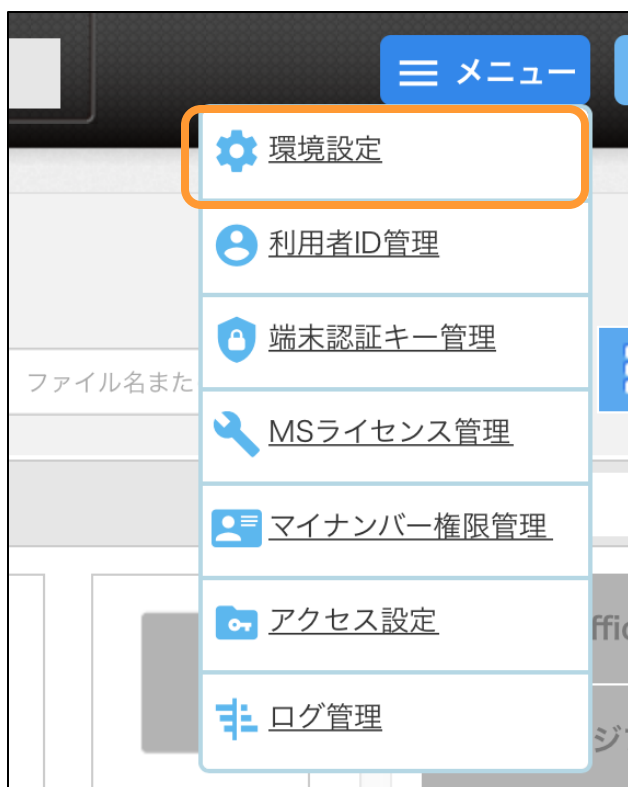 メニュー
環境設定
利用者ID管理
端末認証キー管理
ファイル名また
MSライセンス管理
マイナンバー権限管理
アクセス設定
ffic
ログ管理
ジ